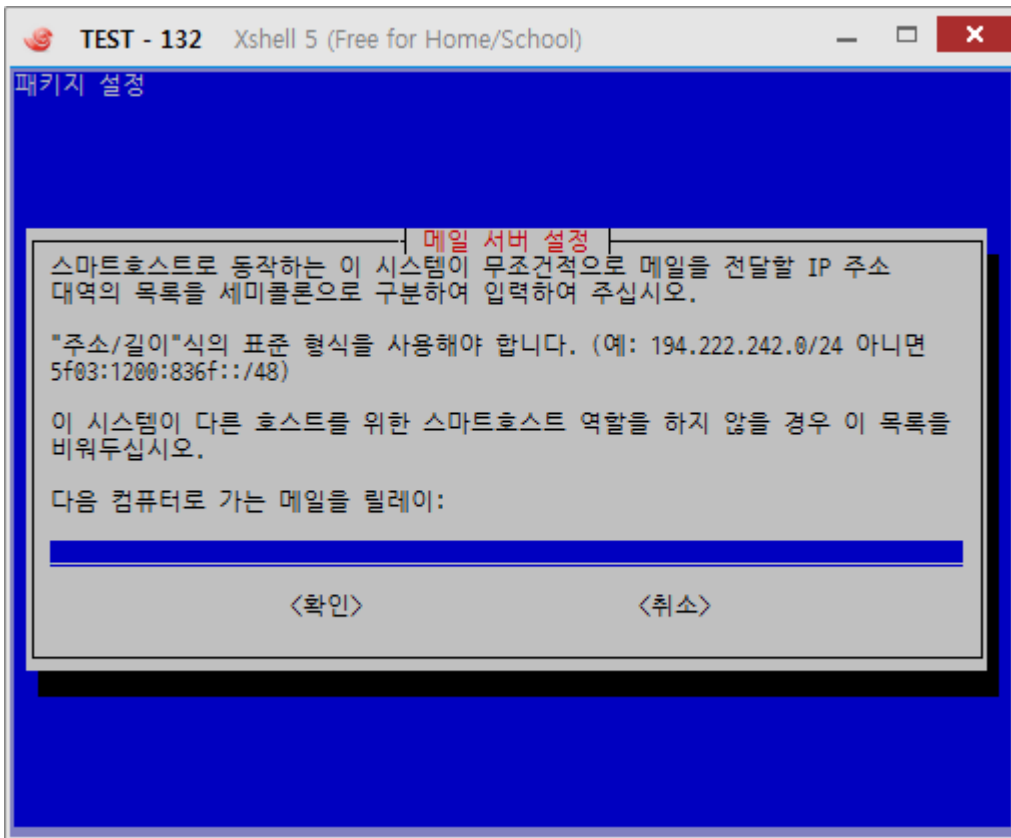 TEST - 132 Xshell 5 (Free for Home/School)
패키지 설정
메일 서버 설정
스마트호스트로 동작하는 이 시스템이 무조건적으로 메일을 전달할 IP 주소
대역의 목록을 세미콜론으로 구분하여 입력하여 주십시오.
"주소/길이"식의 표준 형식을 사용해야 합니다. (예: 194.222.242.0/24 아니면
5f03:1200:836f::/48)
이 시스템이 다른 호스트를 위한 스마트호스트 역할을 하지 않을 경우 이 목록을
비워두십시오.
다음 컴퓨터로 가는 메일을 릴레이:
<확인> <취소>